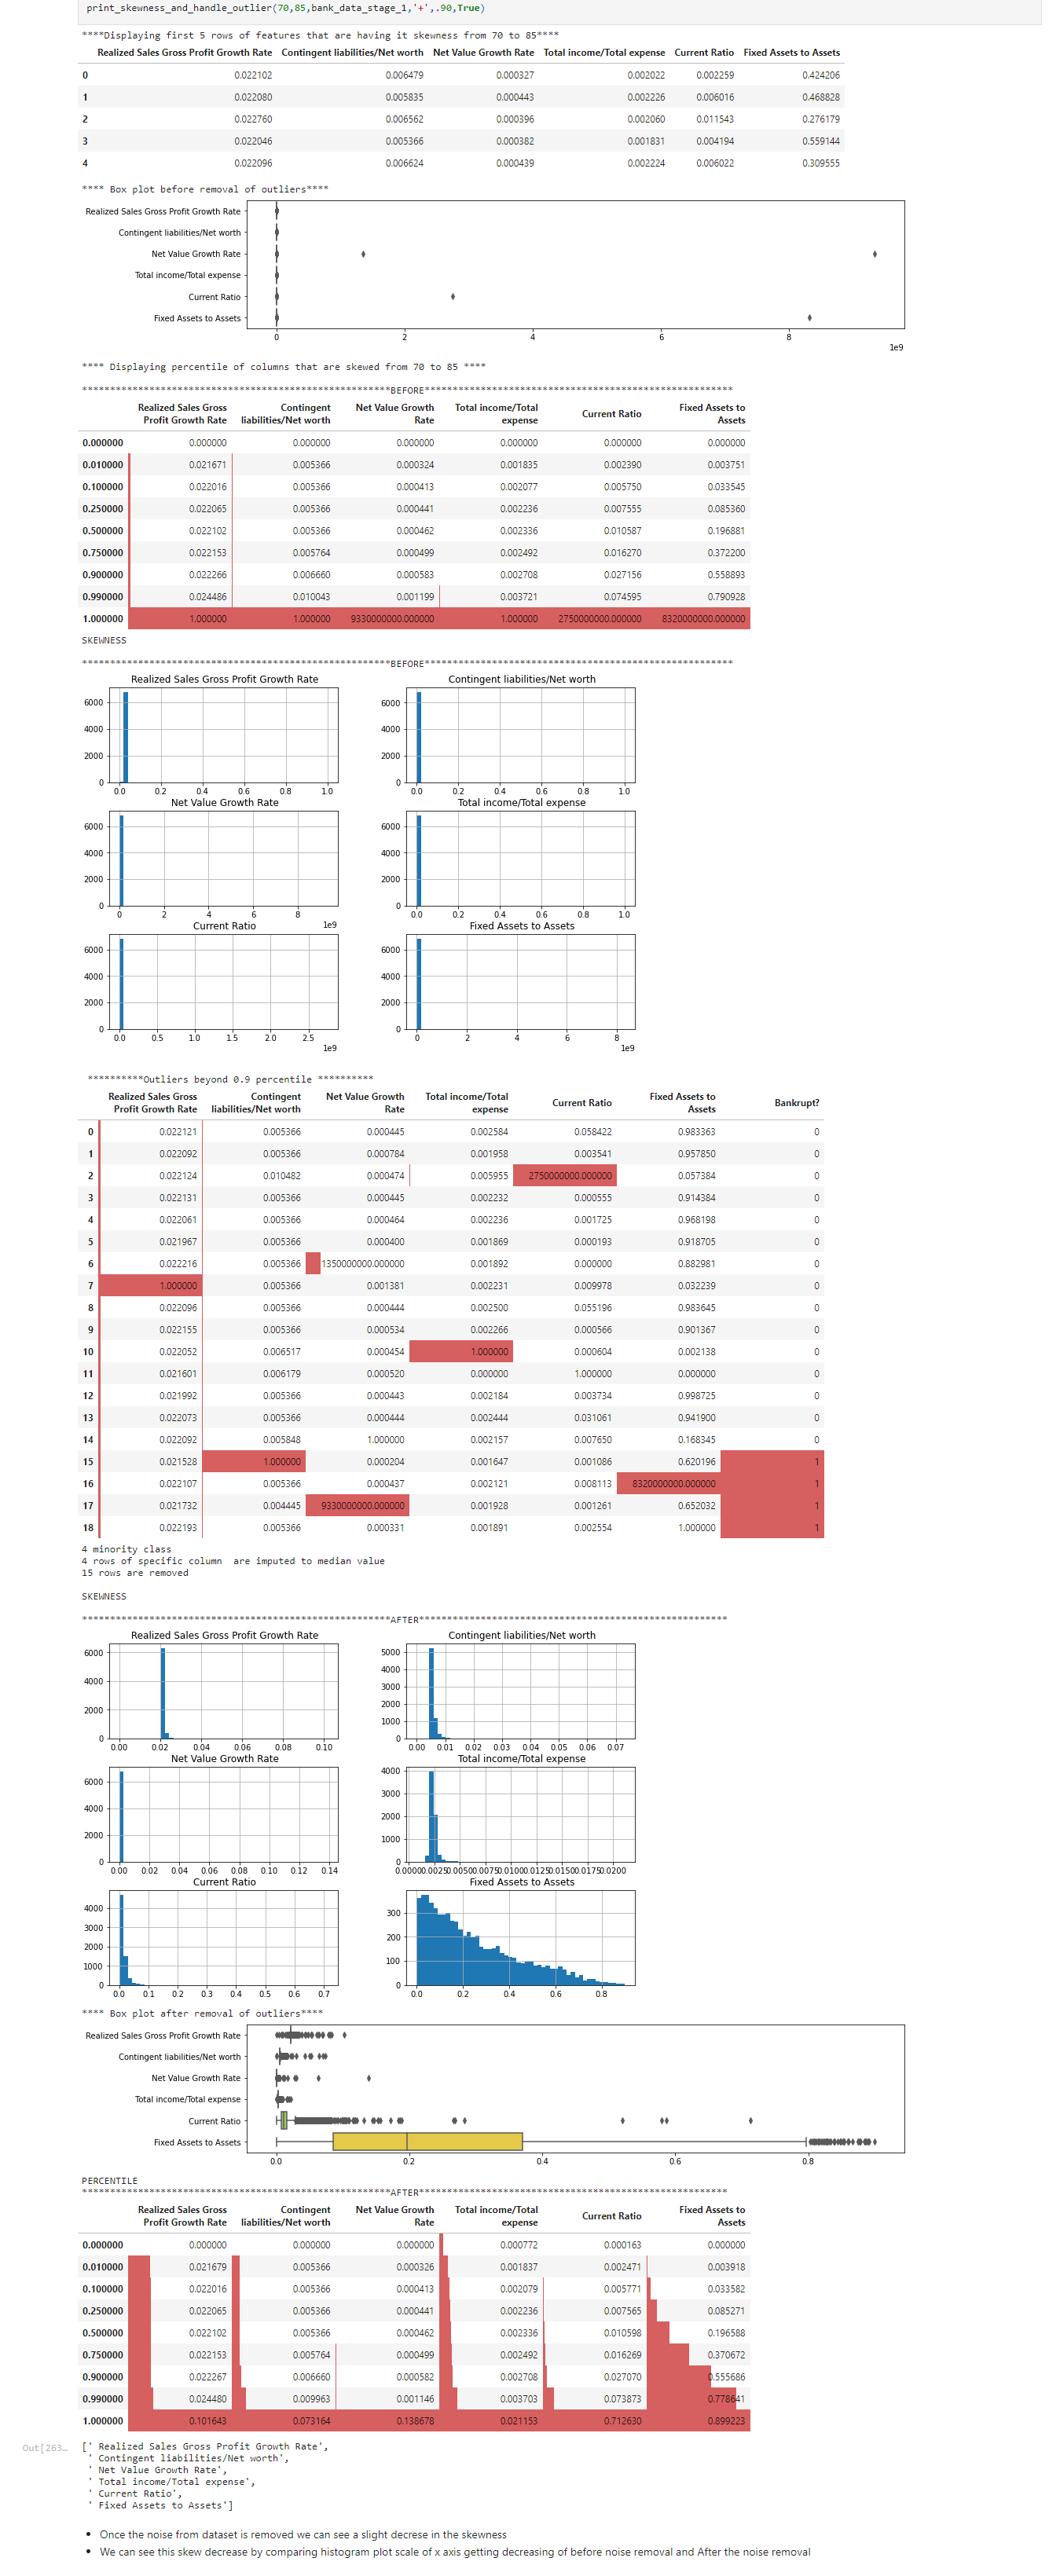 print_skewness_and_handle_outlier(70,85,bank_data_stage_1,'+',.90,True)
****Displaying first 5 rows of features that are having it skewness from 70 to 85****
Realized Sales Gross Profit Growth Rate Contingent liabilities/Net worth Net Value Growth Rate Total income/Total expense Current Ratio Fixed Assets to Assets
0 0.022102 0.006479 0.000327 0.002022 0.002259 0.424206
1 0.022080 0.005835 0.000443 0.002226 0.006016 0.468828
2 0.022760 0.006562 0.000396 0.002060 0.011543 0.276179
3 0.022046 0.005366 0.000382 0.001831 0.004194 0.559144
4 0.022096 0.006624 0.000439 0.002224 0.006022 0.309555
**** Box plot before removal of outliers****
Realized Sales Gross Profit Growth Rate
Contingent liabilities/Net worth
Net Value Growth Rate
Total income/Total expense
Current Ratio
Fixed Assets to Assets
0 2 4 6 8
1e9
**** Displaying percentile of columns that are skewed from 70 to 85 ****
*******************************************************BEFORE*******************************************************
Realized Sales Gross Contingent Net Value Growth Total income/Total Current Ratio Fixed Assets to
Profit Growth Rate liabilities/Net worth Rate expense Assets
0.000000 0.000000 0.000000 0.000000 0.000000 0.000000 0.000000
0.010000 0.021671 0.005366 0.000324 0.001835 0.002390 0.003751
0.100000 0.022016 0.005366 0.000413 0.002077 0.005750 0.033545
0.250000 0.022065 0.005366 0.000441 0.002236 0.007555 0.085360
0.500000 0.022102 0.005366 0.000462 0.002336 0.010587 0.196881
0.750000 0.022153 0.005764 0.000499 0.002492 0.016270 0.372200
0.900000 0.022266 0.006660 0.000583 0.002708 0.027156 0.558893
0.990000 0.024486 0.010043 0.001199 0.003721 0.074595 0.790928
1.000000 1.000000 1.000000 9330000000.000000 1.000000 2750000000.000000 8320000000.000000
SKEWNESS
*******************************************************BEFORE*******************************************************
Realized Sales Gross Profit Growth Rate Contingent liabilities/Net worth
6000 6000
4000 4000
2000 2000
0 0
0.0 0.2 0.4 0.6 0.8 1.0 0.0 0.2 0.4 0.6 0.8 1.0
Net Value Growth Rate Total income/Total expense
6000 6000
4000 4000
2000 2000
0 0
0 2 4 6 8 0.0 0.2 0.4 0.6 0.8 1.0
1e9
Current Ratio Fixed Assets to Assets
6000 6000
4000 4000
2000 2000
0 0
0.0 0.5 1.0 1.5 2.0 2.5 0 2 4 6 8
1e9 1e9
**********Outliers beyond 0.9 percentile **********
Realized Sales Gross Contingent Net Value Growth Total income/Total Current Ratio Fixed Assets to Bankrupt?
Profit Growth Rate liabilities/Net worth Rate expense Assets
0 0.022121 0.005366 0.000445 0.002584 0.058422 0.983363 0
1 0.022092 0.005366 0.000784 0.001958 0.003541 0.957850 0
2 0.022124 0.010482 0.000474 0.005955 2750000000.000000 0.057384 0
3 0.022131 0.005366 0.000445 0.002232 0.000555 0.914384 0
4 0.022061 0.005366 0.000464 0.002236 0.001725 0.968198 0
5 0.021967 0.005366 0.000400 0.001869 0.000193 0.918705 0
6 0.022216 0.005366 1350000000.000000 0.001892 0.000000 0.882981 0
7 1.000000 0.005366 0.001381 0.002231 0.009978 0.032239 0
8 0.022096 0.005366 0.000444 0.002500 0.055196 0.983645 0
9 0.022155 0.005366 0.000534 0.002266 0.000566 0.901367 0
10 0.022052 0.006517 0.000454 1.000000 0.000604 0.002138 0
11 0.021601 0.006179 0.000520 0.000000 1.000000 0.000000 0
12 0.021992 0.005366 0.000443 0.002184 0.003734 0.998725 0
13 0.022073 0.005366 0.000444 0.002444 0.031061 0.941900 0
14 0.022092 0.005848 1.000000 0.002157 0.007650 0.168345 0
15 0.021528 1.000000 0.000204 0.001647 0.001086 0.620196 1
16 0.022107 0.005366 0.000437 0.002121 0.008113 8320000000.000000 1
17 0.021732 0.004445 9330000000.000000 0.001928 0.001261 0.652032 1
18 0.022193 0.005366 0.000331 0.001891 0.002554 1.000000 1
4 minority class
4 rows of specific column  are imputed to median value
15 rows are removed
SKEWNESS
*******************************************************AFTER*******************************************************
Realized Sales Gross Profit Growth Rate Contingent liabilities/Net worth
6000 5000
4000 4000
2000 3000
0 2000
1000
0
0.00 0.02 0.04 0.06 0.08 0.10 0.00 0.01 0.02 0.03 0.04 0.05 0.06 0.07
Net Value Growth Rate Total income/Total expense
6000 4000
4000 3000
2000 2000
0 1000
0
0.00 0.02 0.04 0.06 0.08 0.10 0.12 0.14 0.0000 0.0025 0.0050 0.0075 0.0100 0.0125 0.0150 0.0175 0.0200
Current Ratio Fixed Assets to Assets
4000 300
3000 200
2000 100
1000 0
0
0.0 0.1 0.2 0.3 0.4 0.5 0.6 0.7 0.0 0.2 0.4 0.6 0.8
**** Box plot after removal of outliers****
Realized Sales Gross Profit Growth Rate
Contingent liabilities/Net worth
Net Value Growth Rate
Total income/Total expense
Current Ratio
Fixed Assets to Assets
0.0 0.2 0.4 0.6 0.8
PERCENTILE
*******************************************************AFTER*******************************************************
Realized Sales Gross Contingent Net Value Growth Total income/Total Current Ratio Fixed Assets to
Profit Growth Rate liabilities/Net worth Rate expense Assets
0.000000 0.000000 0.000000 0.000000 0.000772 0.000163 0.000000
0.010000 0.021679 0.005366 0.000326 0.001837 0.002471 0.003918
0.100000 0.022016 0.005366 0.000413 0.002079 0.005771 0.033582
0.250000 0.022065 0.005366 0.000441 0.002236 0.007565 0.085271
0.500000 0.022102 0.005366 0.000462 0.002336 0.010598 0.196588
0.750000 0.022153 0.005764 0.000499 0.002492 0.016269 0.370672
0.900000 0.022267 0.006660 0.000582 0.002708 0.027070 0.555686
0.990000 0.024480 0.009963 0.001146 0.003703 0.073873 0.778641
1.000000 0.101643 0.073164 0.138678 0.021153 0.712630 0.899223
Out[263… [' Realized Sales Gross Profit Growth Rate',
' Contingent liabilities/Net worth',
' Net Value Growth Rate',
' Total income/Total expense',
' Current Ratio',
' Fixed Assets to Assets']
• Once the noise from dataset is removed we can see a slight decrese in the skewness
• We can see this skew decrease by comparing histogram plot scale of x axis getting decreasing of before noise removal and After the noise removal